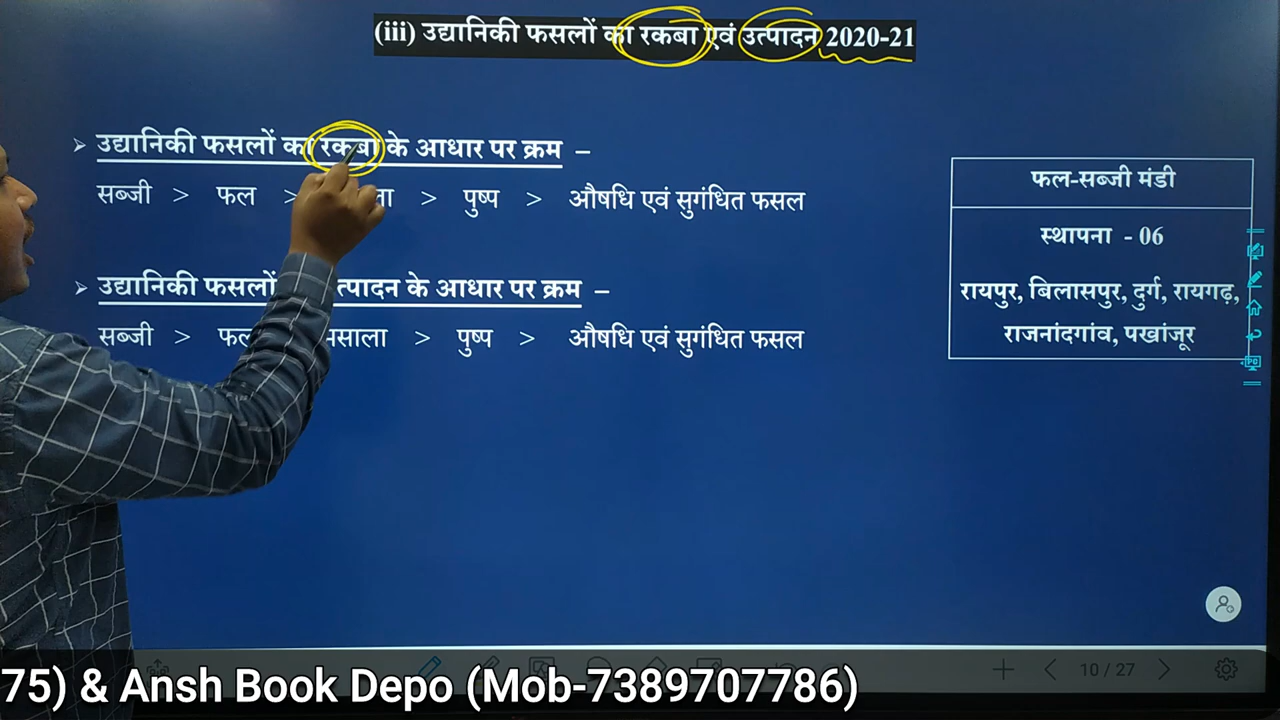 (iii) उद्यानिकी फसलों का रकबा एवं उत्पादन 2020-21
➢ उद्यानिकी फसलों का रकबा के आधार पर क्रम –
सब्जी > फल > ला > पुष्प > औषधि एवं सुगंधित फसल
➢ उद्यानिकी फसलों त्पादन के आधार पर क्रम –
सब्जी > फल मसाला > पुष्प > औषधि एवं सुगंधित फसल
फल-सब्जी मंडी
स्थापना - 06
रायपुर, बिलासपुर, दुर्ग, रायगढ़,
राजनांदगांव, पखांजूर
10 / 27
75) & Ansh Book Depo (Mob-7389707786)